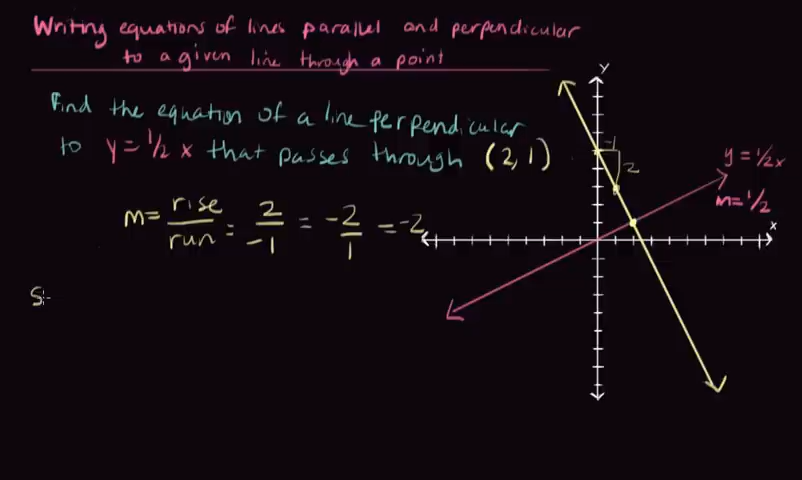 Writing equations of lines parallel and perpendicular
to a given line through a point
Find the equation of a line perpendicular
to y = 1/2 x that passes through (2, 1)
m = rise/run = 2/-1 = -2/1 = -2
S
y
-1
2
y = 1/2x
m = 1/2
x